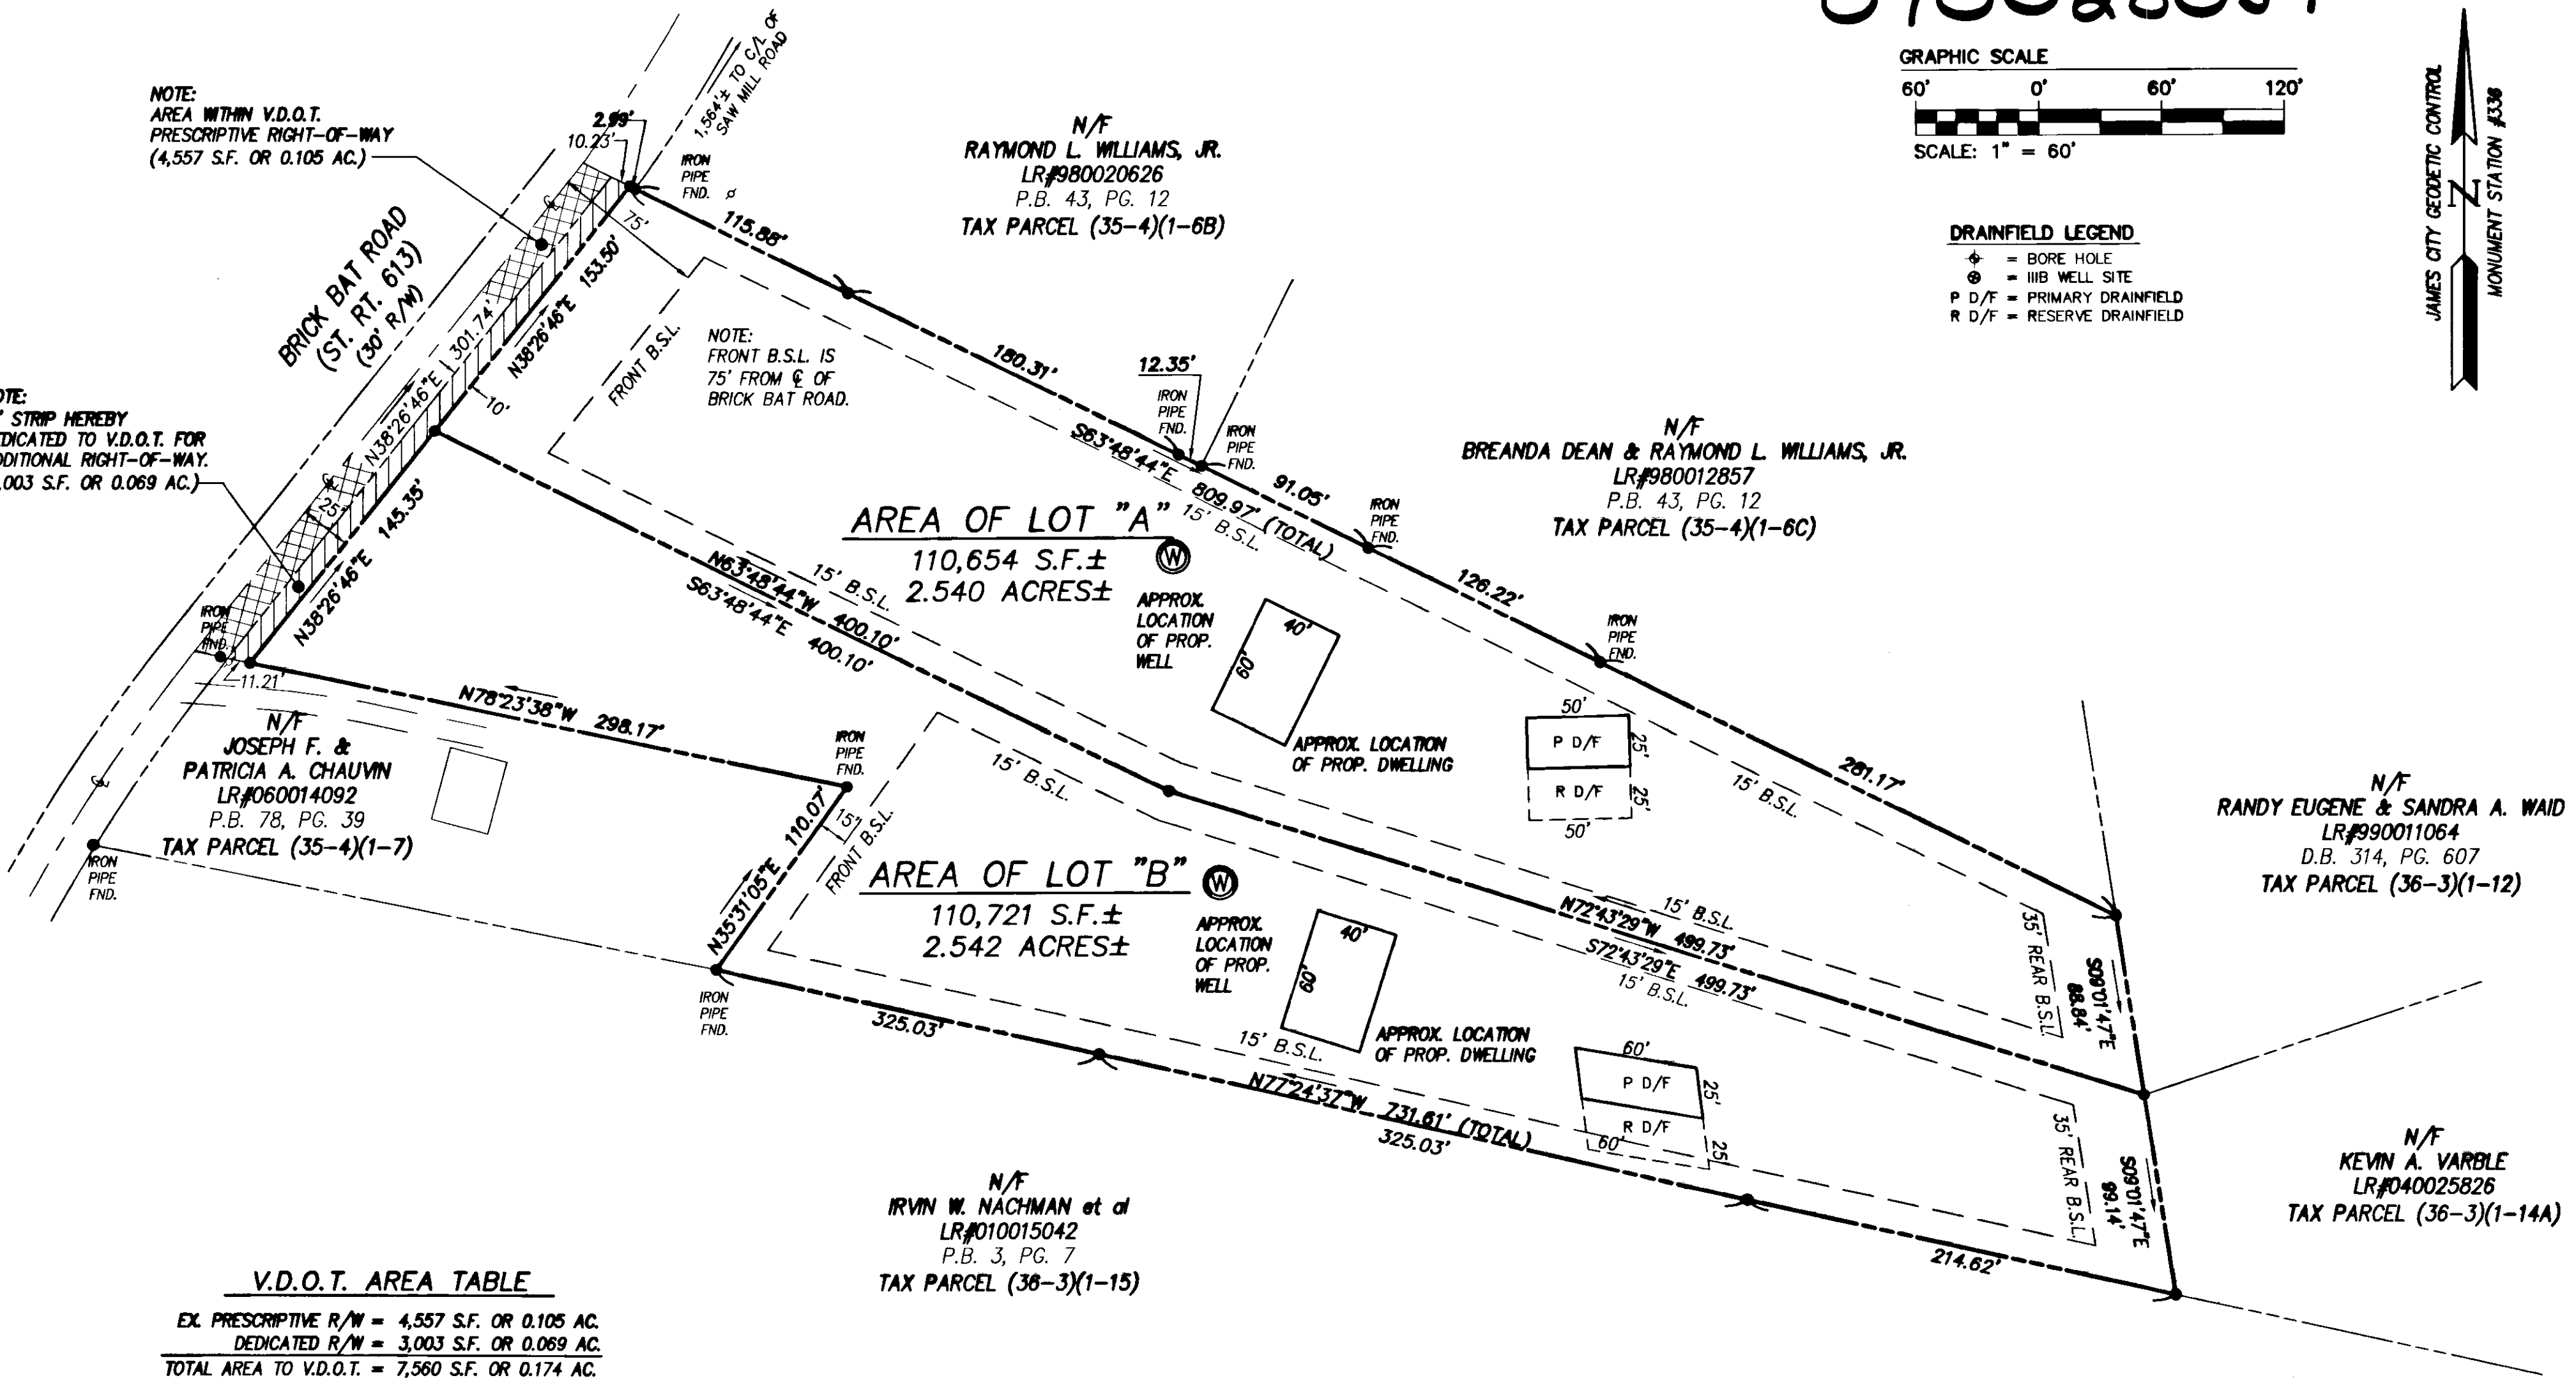 GRAPHIC SCALE
60' 0' 60' 120'
SCALE: 1" = 60'
DRAINFIELD LEGEND
= BORE HOLE
= IIIB WELL SITE
P D/F = PRIMARY DRAINFIELD
R D/F = RESERVE DRAINFIELD
JAMES CITY GEODETIC CONTROL
N
MONUMENT STATION #336
NOTE:
AREA WITHIN V.D.O.T.
PRESCRIPTIVE RIGHT-OF-WAY
(4,557 S.F. OR 0.105 AC.)
1,564'± TO C/L OF
SAW MILL ROAD
2.99'
10.23'
IRON
PIPE
FND.
N/F
RAYMOND L. WILLIAMS, JR.
LR#980020626
P.B. 43, PG. 12
TAX PARCEL (35-4)(1-6B)
BRICK BAT ROAD
(ST. RT. 613)
(30' R/W)
75'
115.88'
N38°26'46"E 153.50'
N38°26'46"E 301.74'
10'
FRONT B.S.L.
NOTE:
FRONT B.S.L. IS
75' FROM ℄ OF
BRICK BAT ROAD.
180.31'
12.35'
IRON
PIPE
FND.
IRON
PIPE
FND.
STRIP HEREBY
V.D.O.T. FOR
RIGHT-OF-WAY.
S.F. OR 0.069 AC.)
25'
N38°26'46"E 145.35'
IRON
PIPE
FND.
11.21'
S63°48'44"E 809.97' (TOTAL)
15' B.S.L.
91.05'
IRON
PIPE
FND.
N/F
BREANDA DEAN & RAYMOND L. WILLIAMS, JR.
LR#980012857
P.B. 43, PG. 12
TAX PARCEL (35-4)(1-6C)
AREA OF LOT "A"
110,654 S.F.±
2.540 ACRES±
W
APPROX.
LOCATION
OF PROP.
WELL
15' B.S.L.
N63°48'44"W 400.10'
S63°48'44"E 400.10'
126.22'
IRON
PIPE
FND.
40'
60'
APPROX. LOCATION
OF PROP. DWELLING
50'
P D/F
25'
R D/F
25'
50'
15' B.S.L.
281.17'
N78°23'38"W 298.17'
N/F
JOSEPH F. &
PATRICIA A. CHAUVIN
LR#060014092
P.B. 78, PG. 39
TAX PARCEL (35-4)(1-7)
IRON
PIPE
FND.
IRON
PIPE
FND.
15'
N35°31'05"E 110.07'
FRONT B.S.L.
15' B.S.L.
IRON
PIPE
FND.
AREA OF LOT "B"
110,721 S.F.±
2.542 ACRES±
W
APPROX.
LOCATION
OF PROP.
WELL
40'
60'
APPROX. LOCATION
OF PROP. DWELLING
15' B.S.L.
N72°43'29"W 499.73'
S72°43'29"E 499.73'
15' B.S.L.
35' REAR B.S.L.
S09°01'47"E
88.84'
N/F
RANDY EUGENE & SANDRA A. WAID
LR#990011064
D.B. 314, PG. 607
TAX PARCEL (36-3)(1-12)
325.03'
15' B.S.L.
N77°24'37"W 731.61' (TOTAL)
325.03'
60'
P D/F
25'
R D/F
25'
60'
35' REAR B.S.L.
S09°01'47"E
99.14'
214.62'
N/F
KEVIN A. VARBLE
LR#040025826
TAX PARCEL (36-3)(1-14A)
N/F
IRVIN W. NACHMAN et al
LR#010015042
P.B. 3, PG. 7
TAX PARCEL (36-3)(1-15)
V.D.O.T. AREA TABLE
EX. PRESCRIPTIVE R/W = 4,557 S.F. OR 0.105 AC.
DEDICATED R/W = 3,003 S.F. OR 0.069 AC.
TOTAL AREA TO V.D.O.T. = 7,560 S.F. OR 0.174 AC.